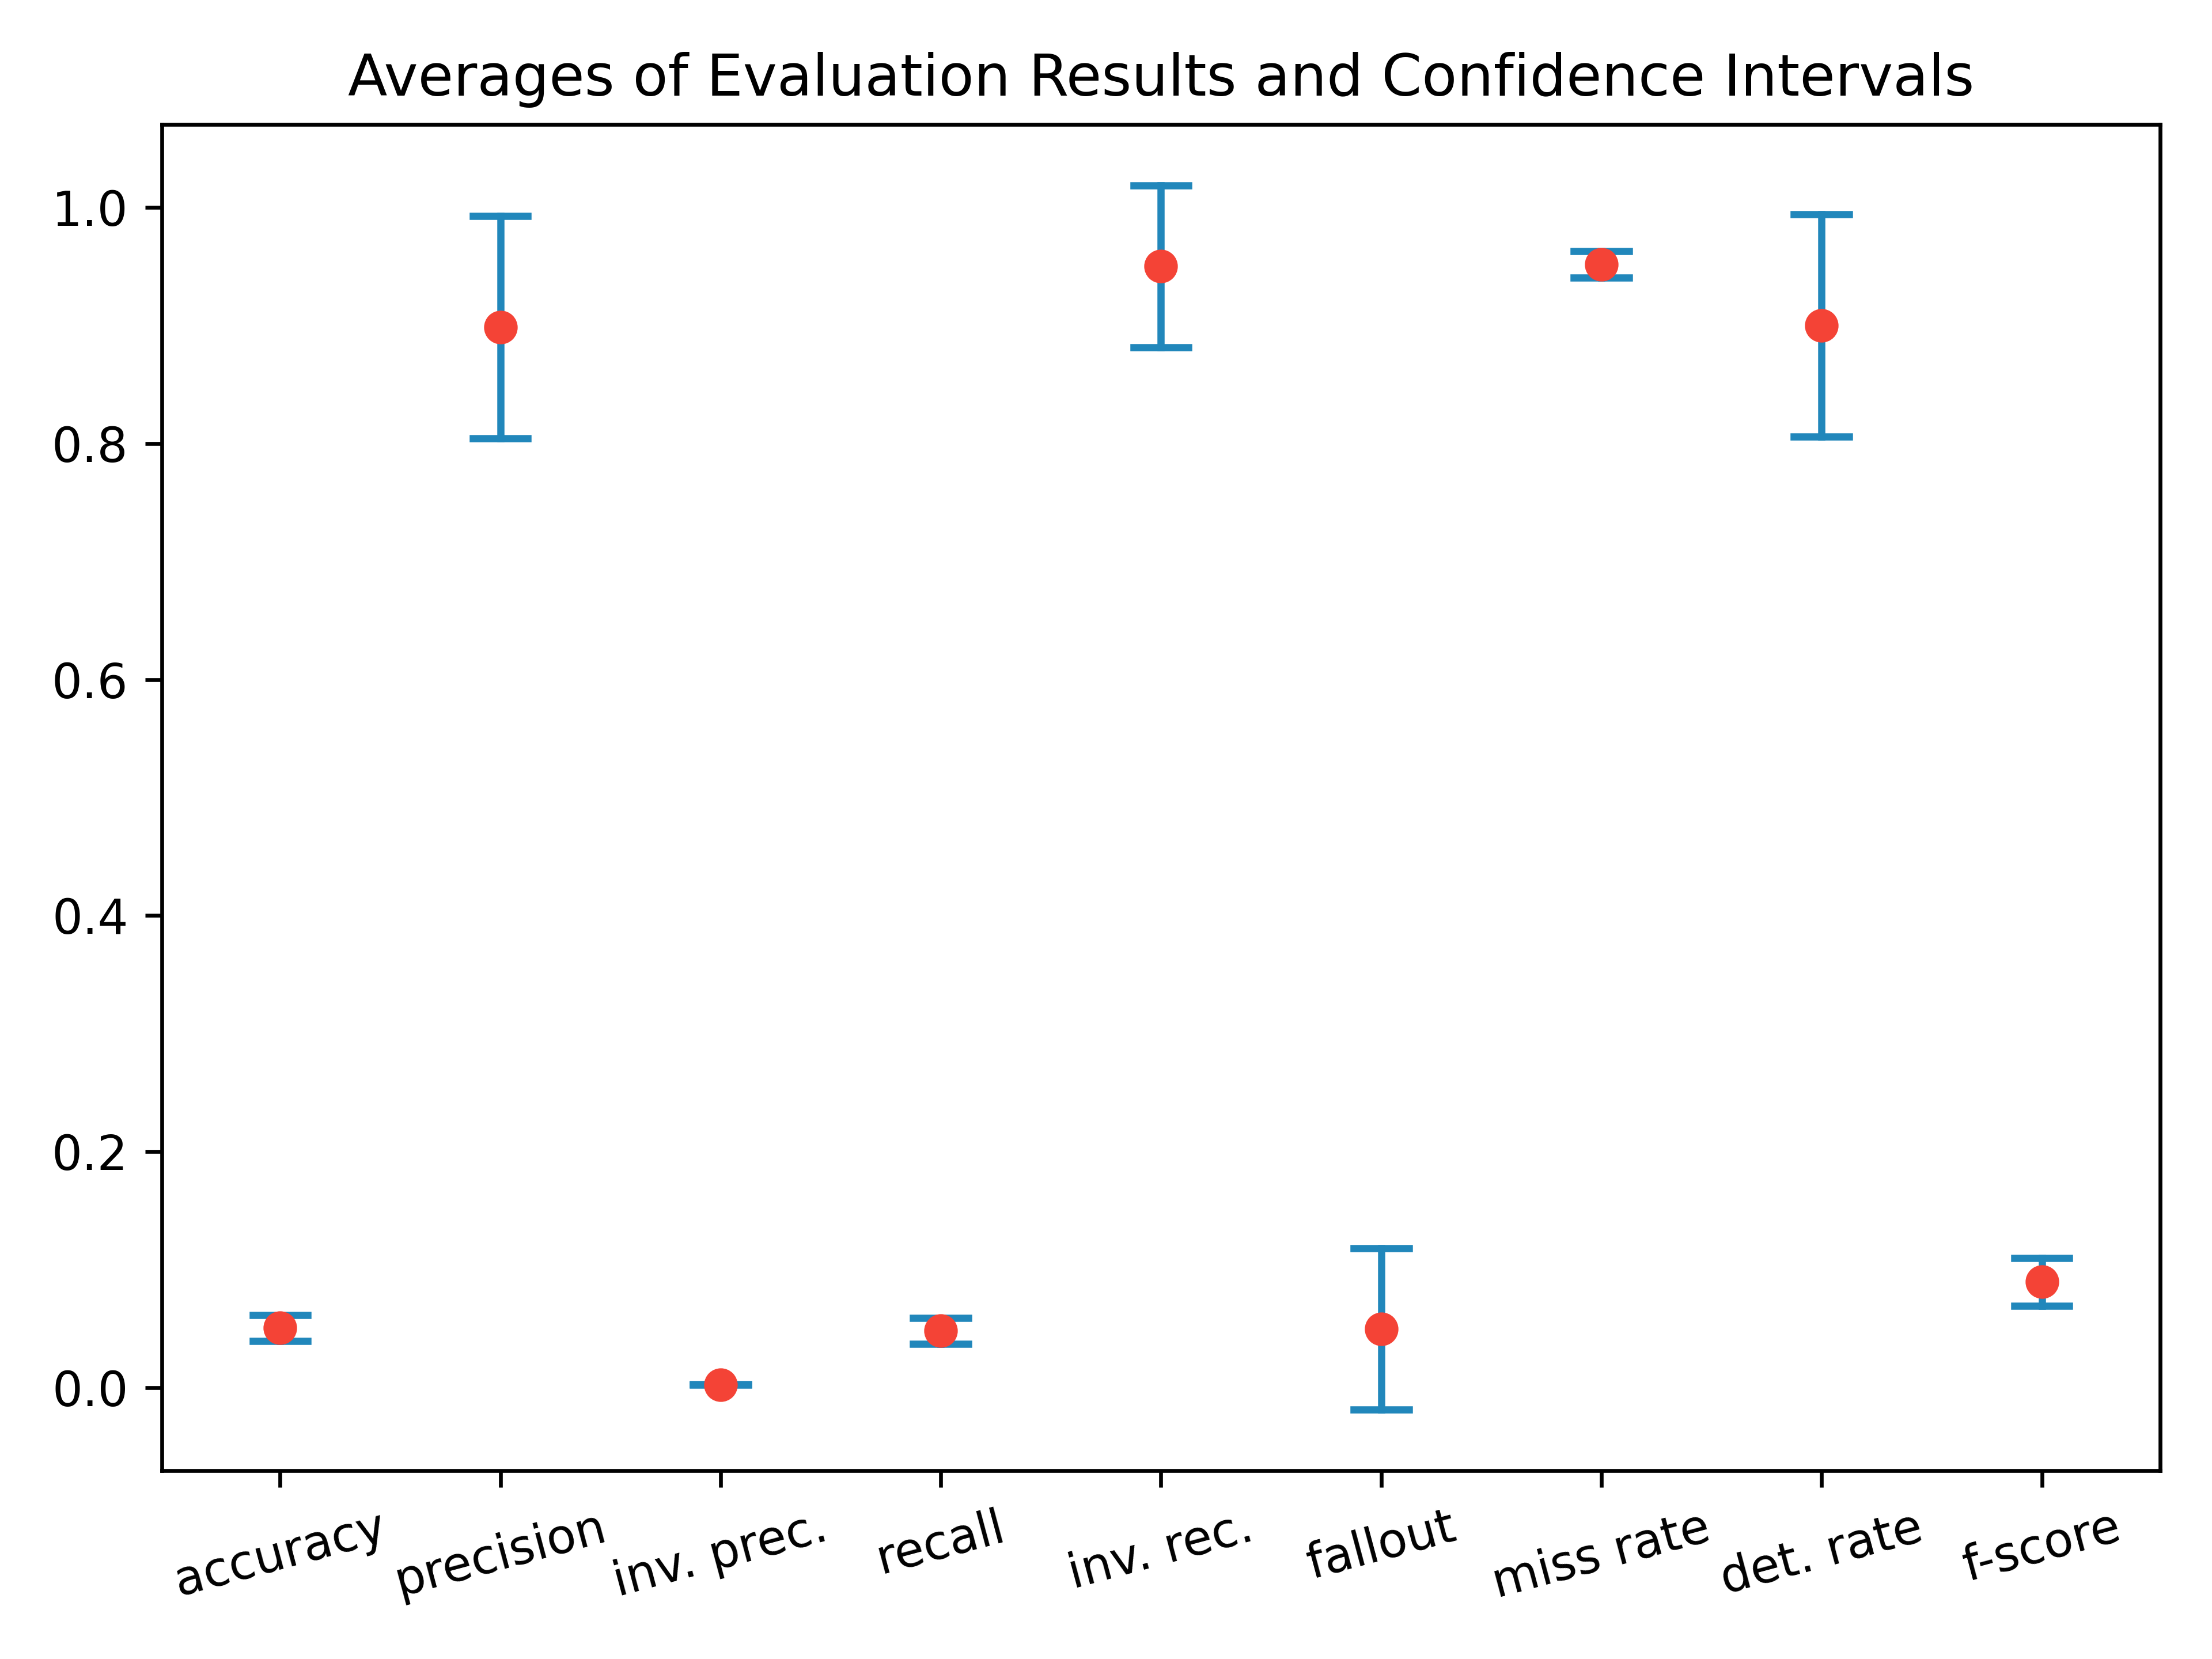 Averages of Evaluation Results and Confidence Intervals
1.0
0.8
0.6
0.4
0.2
0.0
accuracy
precision
inv. prec.
recall
inv. rec.
fallout
miss rate
det. rate
f-score